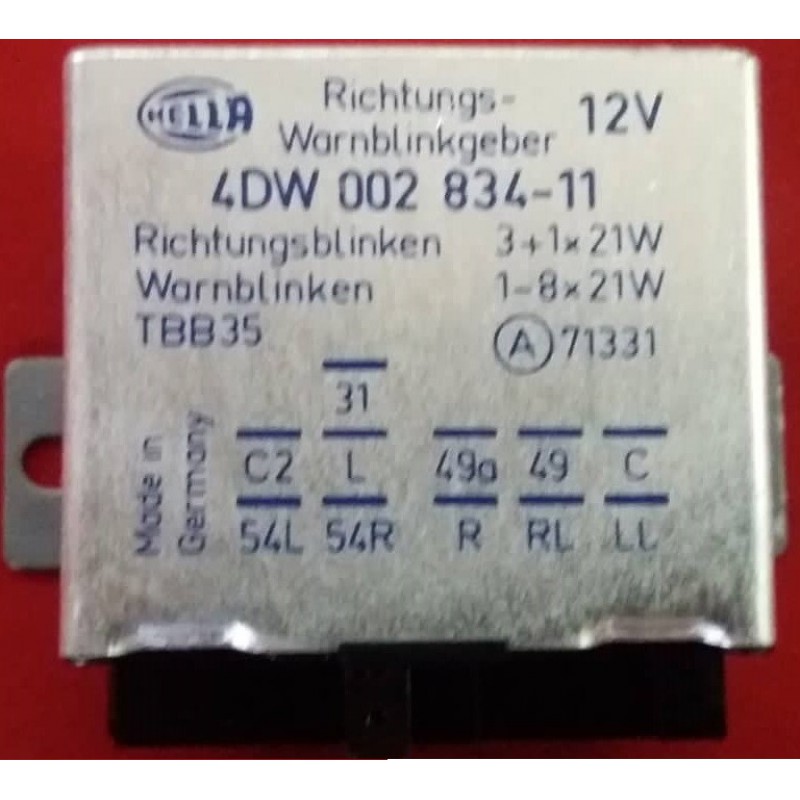 HELLA
Richtungs-
Warnblinkgeber
12V
4DW 002 834-11
Richtungsblinken 3+1x21W
Warnblinken 1-8x21W
TBB35
A 71331
31
C2 L 49a 49 C
54L 54R R RL LL
Made in
Germany